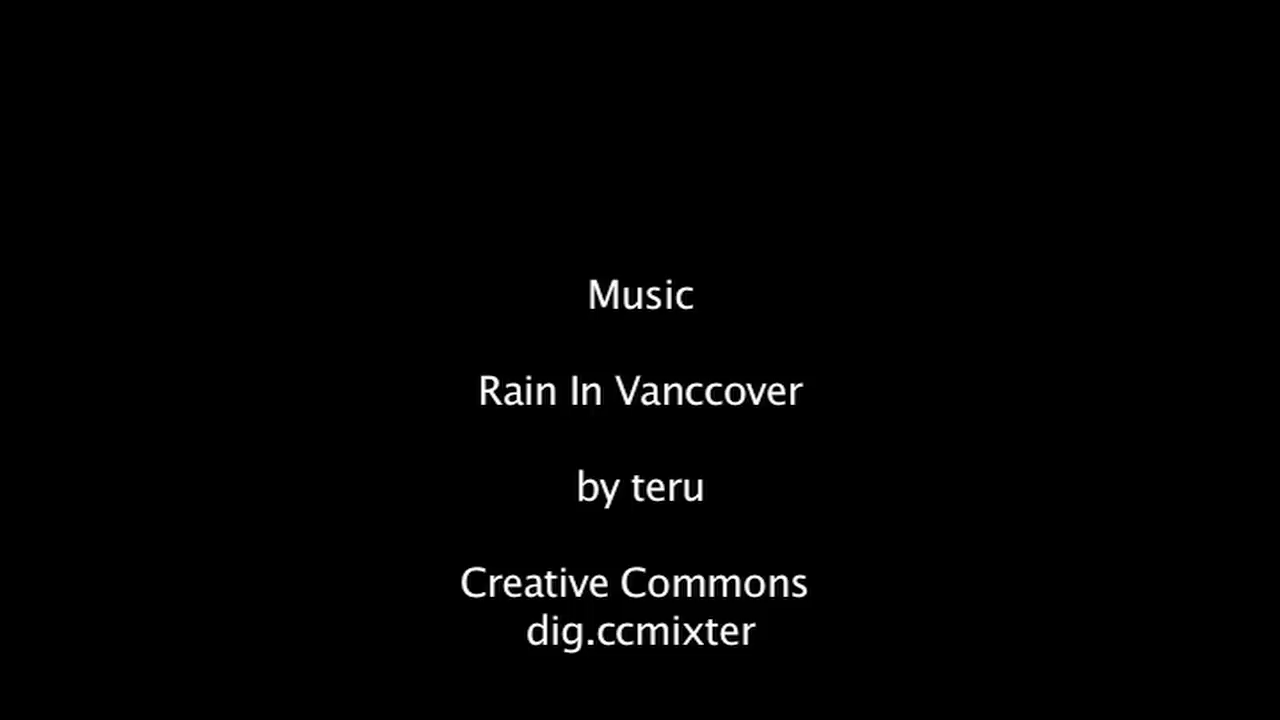 Music
Rain In Vanccover
by teru
Creative Commons
dig.ccmixter